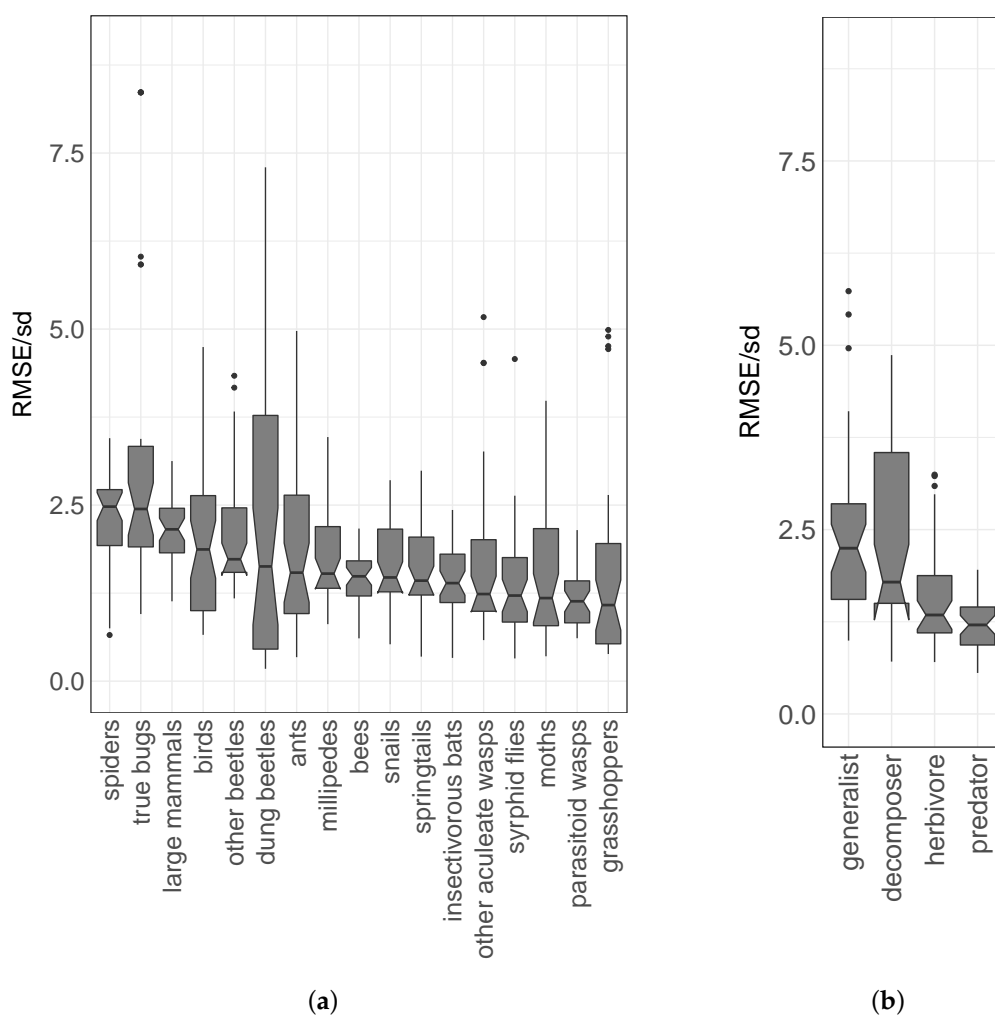 RMSE/sd
7.5
5.0
2.5
0.0
spiders
true bugs
large mammals
birds
other beetles
dung beetles
ants
millipedes
bees
snails
springtails
insectivorous bats
other aculeate wasps
syrphid flies
moths
parasitoid wasps
grasshoppers
(a)
RMSE/sd
7.5
5.0
2.5
0.0
generalist
decomposer
herbivore
predator
(b)